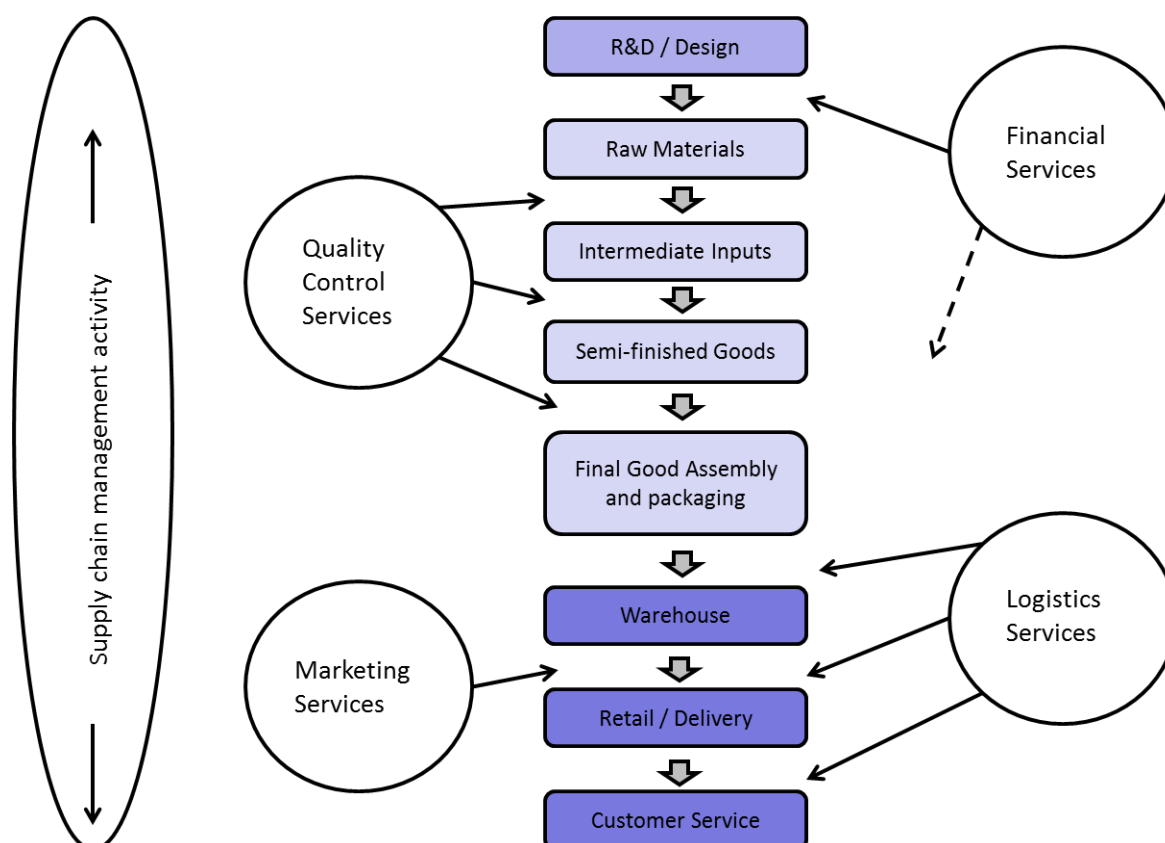 R&D / Design
Raw Materials
Intermediate Inputs
Semi-finished Goods
Final Good Assembly
and packaging
Warehouse
Retail / Delivery
Customer Service
Supply chain management activity
Quality
Control
Services
Marketing
Services
Financial
Services
Logistics
Services